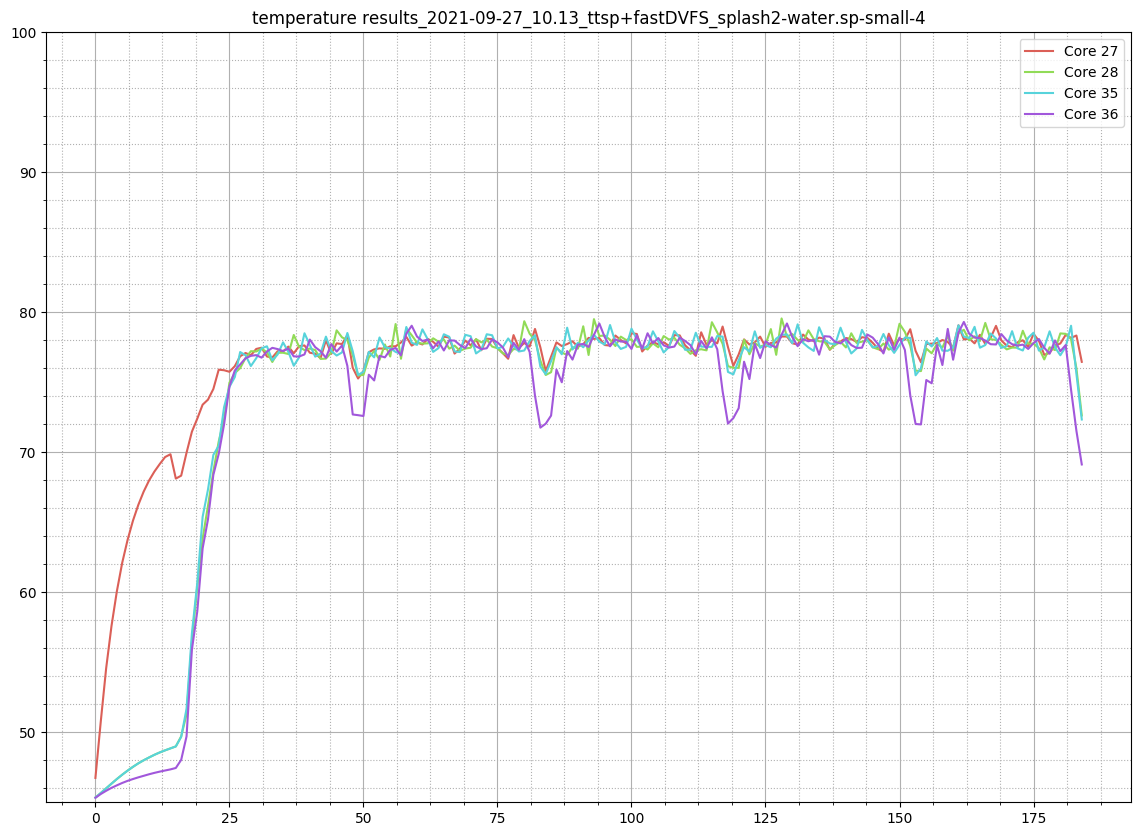 temperature results_2021-09-27_10.13_ttsp+fastDVFS_splash2-water.sp-small-4
Core 27
Core 28
Core 35
Core 36
100
90
80
70
60
50
0 25 50 75 100 125 150 175